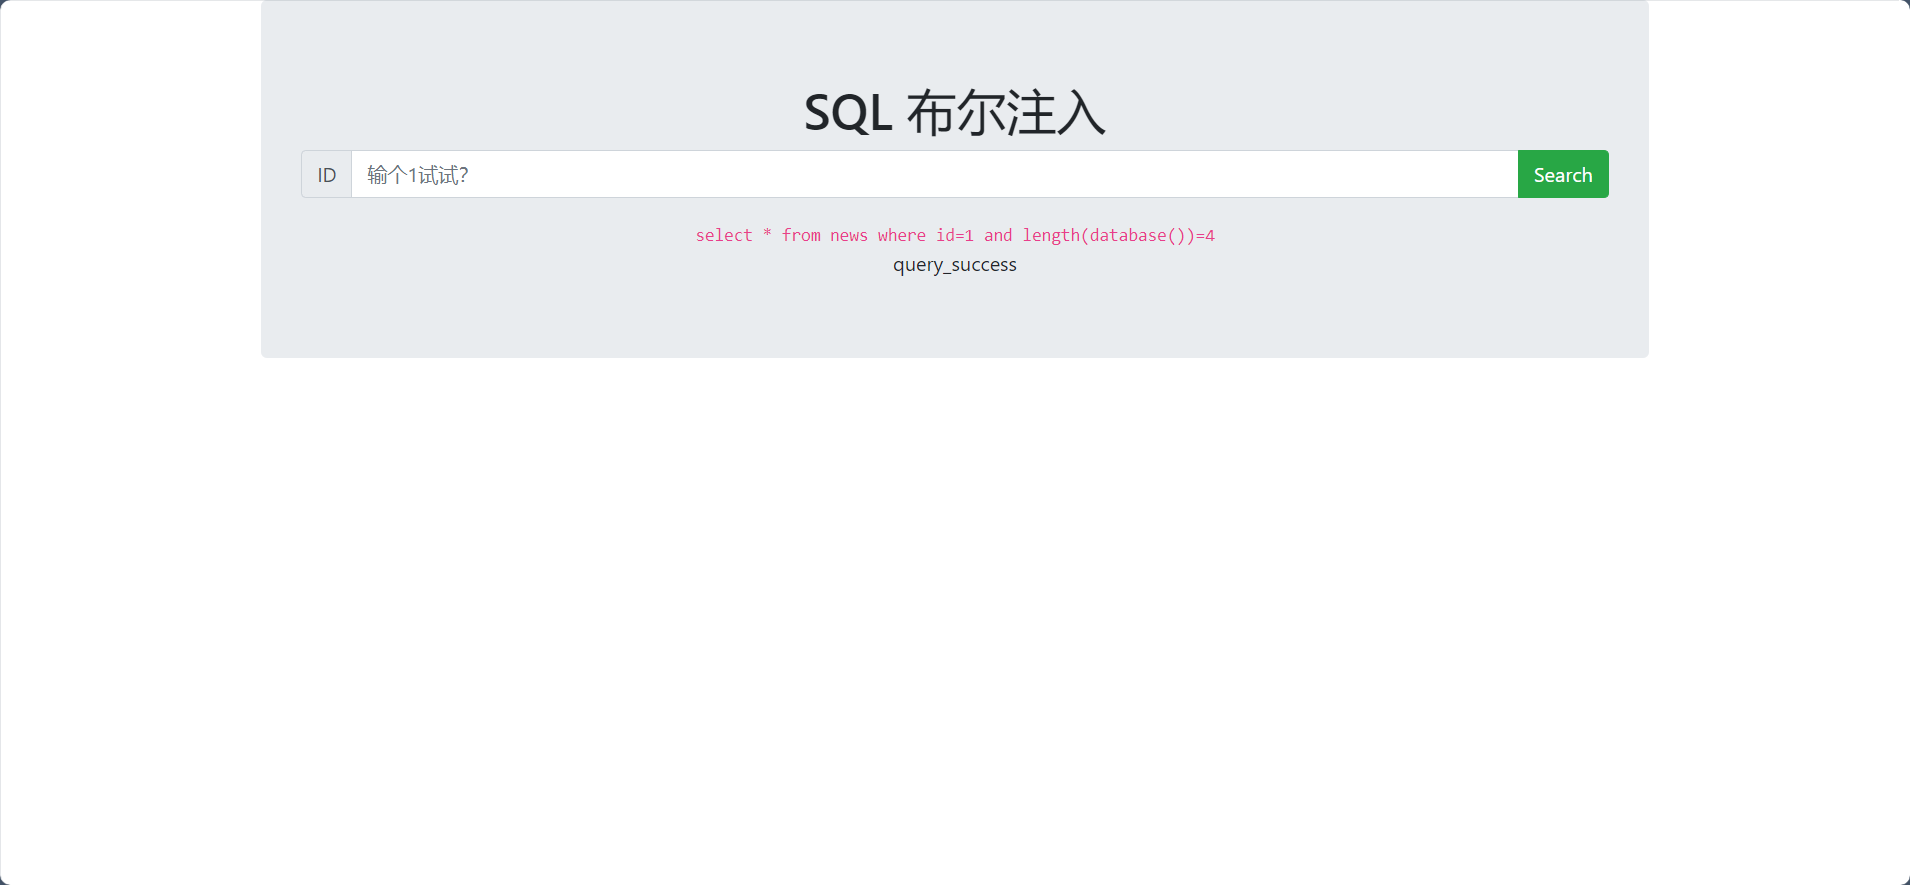 SQL 布尔注入
ID 输个1试试？ Search
select * from news where id=1 and length(database())=4
query_success